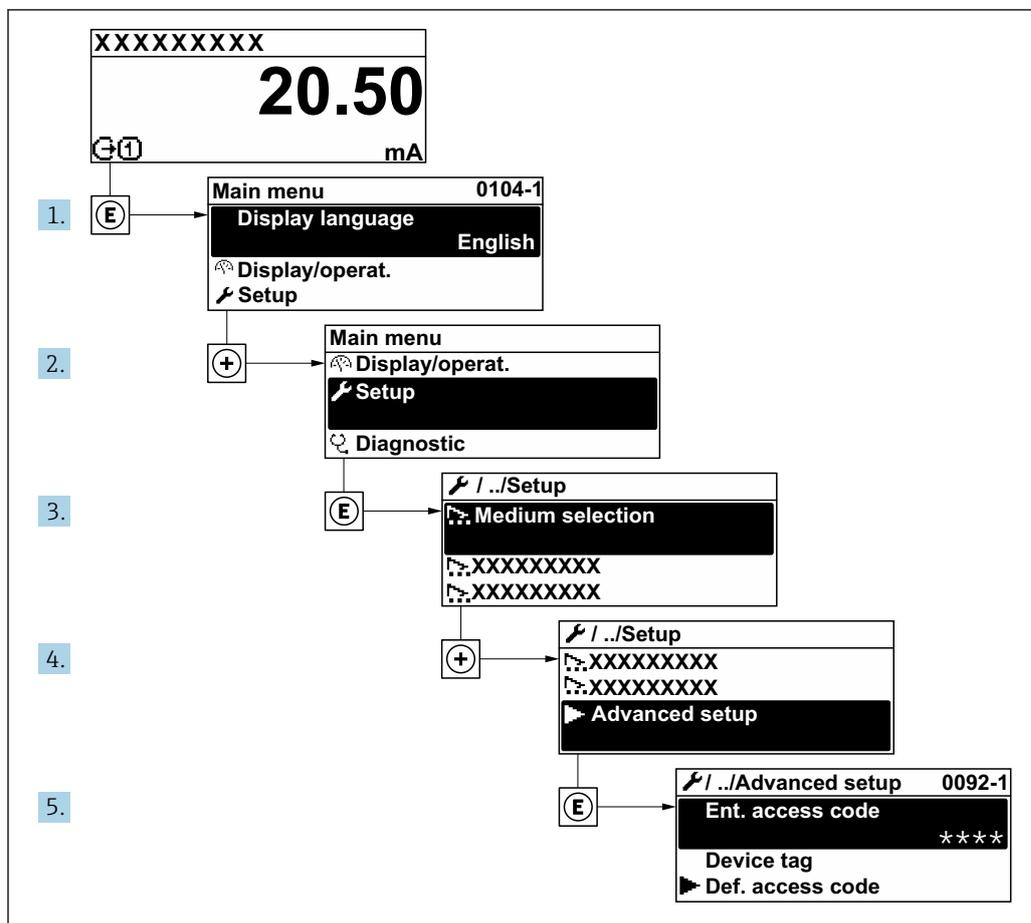 XXXXXXXXX
20.50
① mA
1.
E
Main menu 0104-1
Display language
English
Display/operat.
Setup
2.
+
Main menu
Display/operat.
Setup
Diagnostic
3.
E
/ ../Setup
Medium selection
XXXXXXXXX
XXXXXXXXX
4.
+
/ ../Setup
XXXXXXXXX
XXXXXXXXX
Advanced setup
5.
E
/ ../Advanced setup 0092-1
Ent. access code
****
Device tag
Def. access code